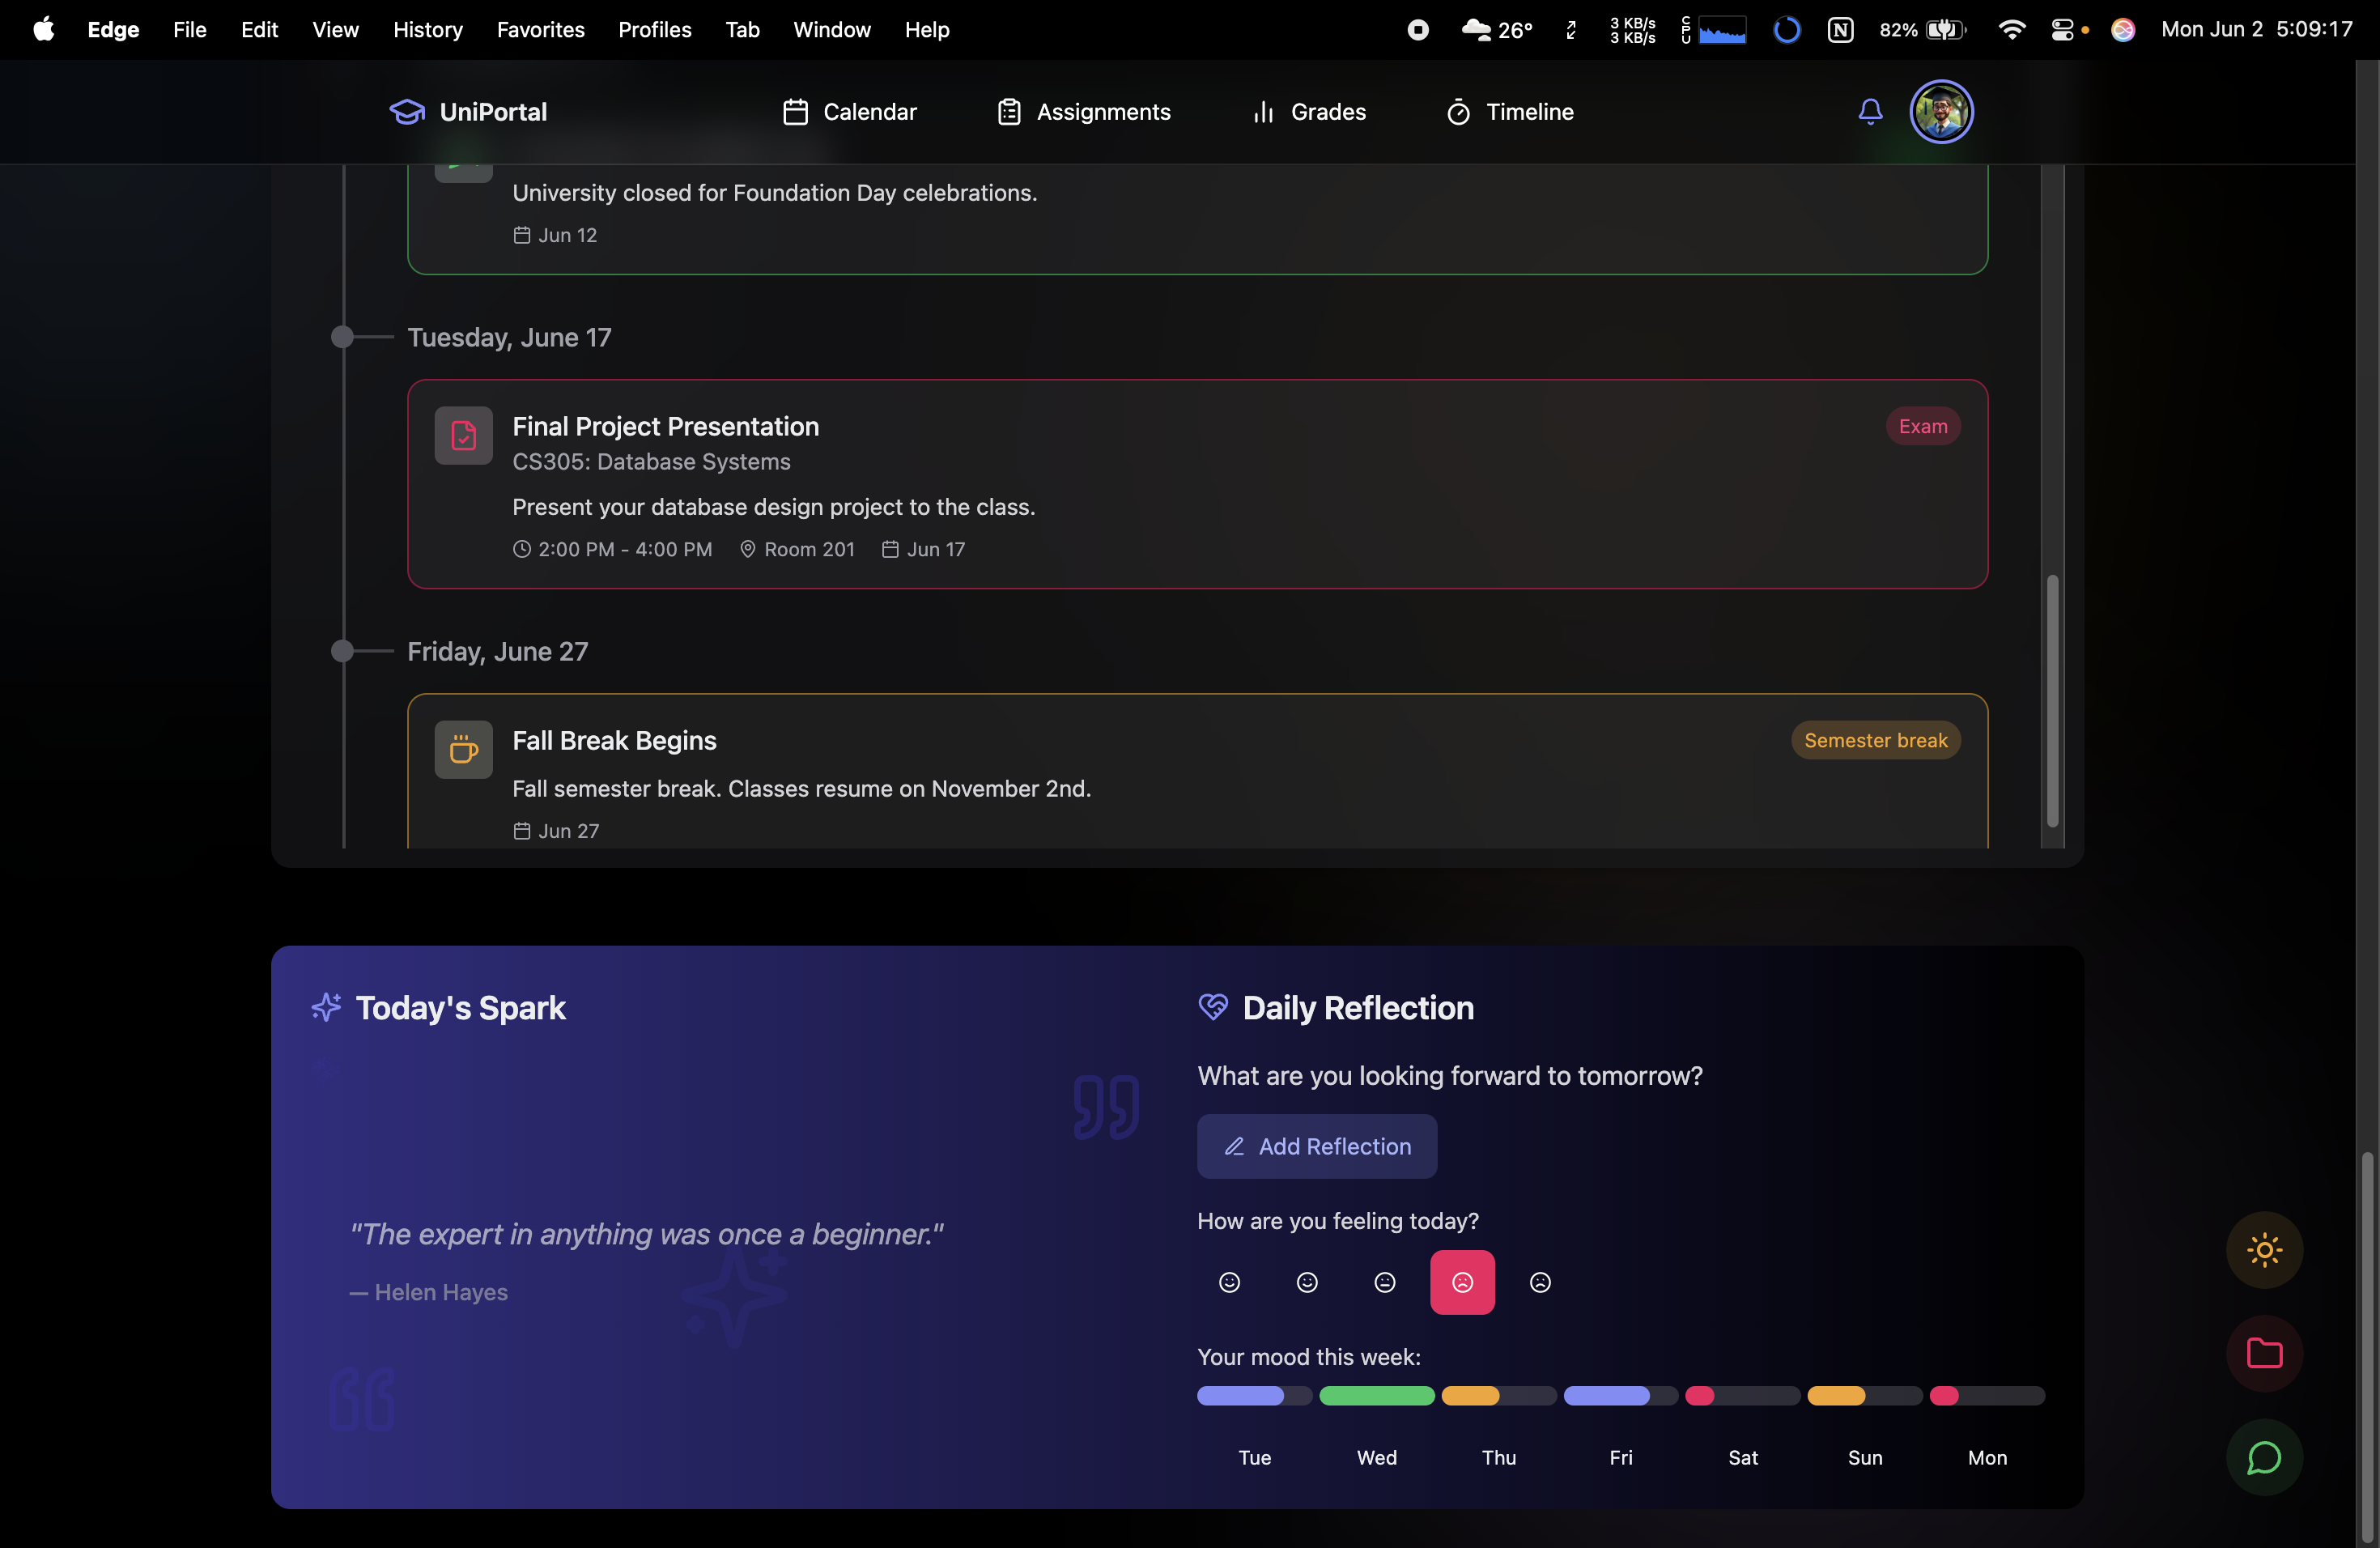 Edge File Edit View History Favorites Profiles Tab Window Help 26° 3 KB/s 3 KB/s CPU N 82% Mon Jun 2 5:09:17
UniPortal Calendar Assignments Grades Timeline
University closed for Foundation Day celebrations.
Jun 12
Tuesday, June 17
Final Project Presentation Exam
CS305: Database Systems
Present your database design project to the class.
2:00 PM - 4:00 PM Room 201 Jun 17
Friday, June 27
Fall Break Begins Semester break
Fall semester break. Classes resume on November 2nd.
Jun 27
Today's Spark
"The expert in anything was once a beginner."
— Helen Hayes
Daily Reflection
What are you looking forward to tomorrow?
Add Reflection
How are you feeling today?
Your mood this week:
Tue Wed Thu Fri Sat Sun Mon